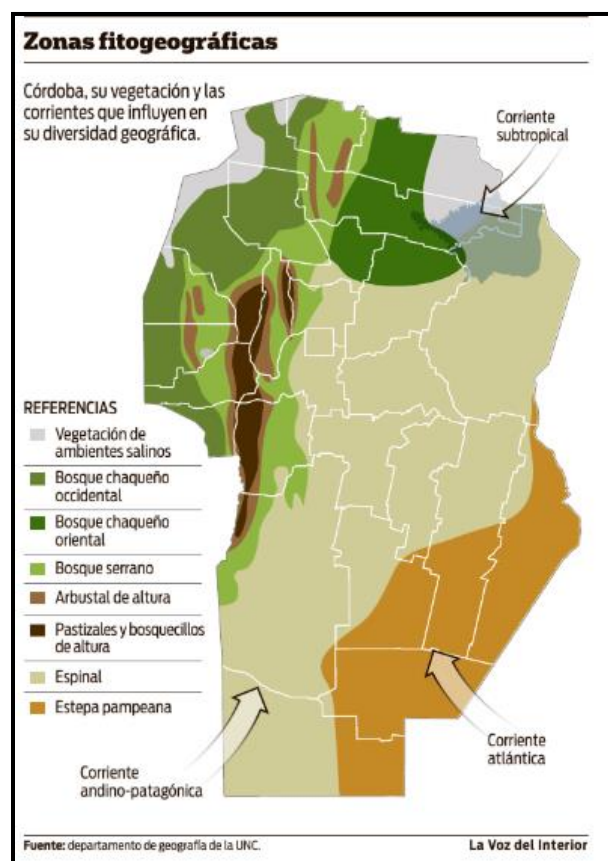 Zonas fitogeográficas
Córdoba, su vegetación y las
corrientes que influyen en
su diversidad geográfica.
Corriente
subtropical
REFERENCIAS
Vegetación de
ambientes salinos
Bosque chaqueño
occidental
Bosque chaqueño
oriental
Bosque serrano
Arbustal de altura
Pastizales y bosquecillos
de altura
Espinal
Estepa pampeana
Corriente
andino-patagónica
Corriente
atlántica
Fuente: departamento de geografía de la UNC.
La Voz del Interior